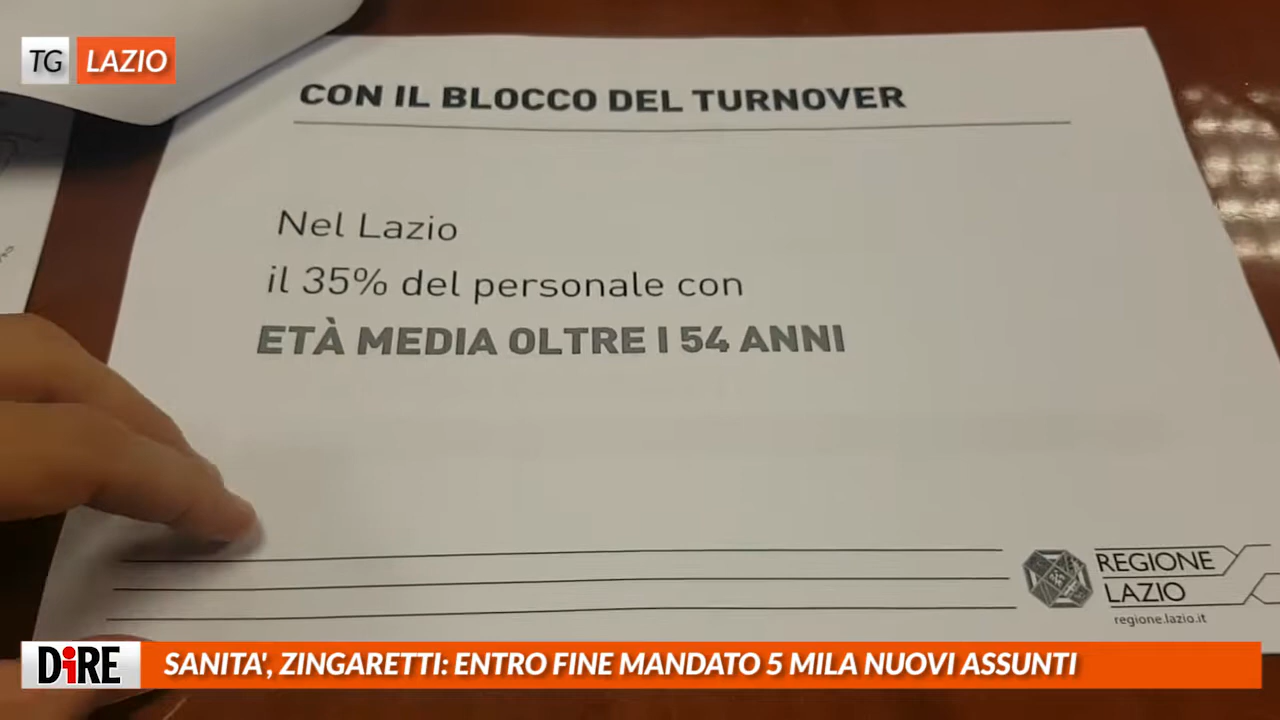 TG LAZIO
CON IL BLOCCO DEL TURNOVER
Nel Lazio
il 35% del personale con
ETÀ MEDIA OLTRE I 54 ANNI
REGIONE
LAZIO
regione.lazio.it
DiRE SANITA', ZINGARETTI: ENTRO FINE MANDATO 5 MILA NUOVI ASSUNTI